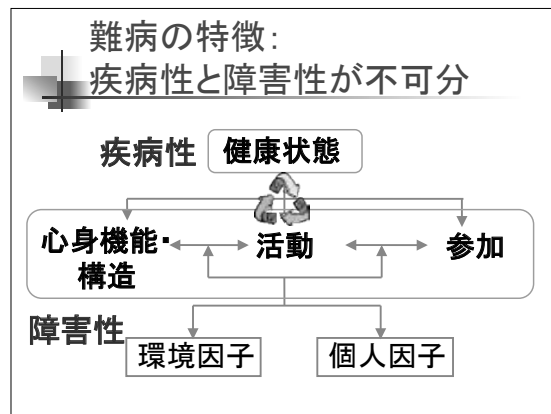 難病の特徴：
疾病性と障害性が不可分
疾病性 健康状態
心身機能・ 活動 参加
構造
障害性
環境因子 個人因子